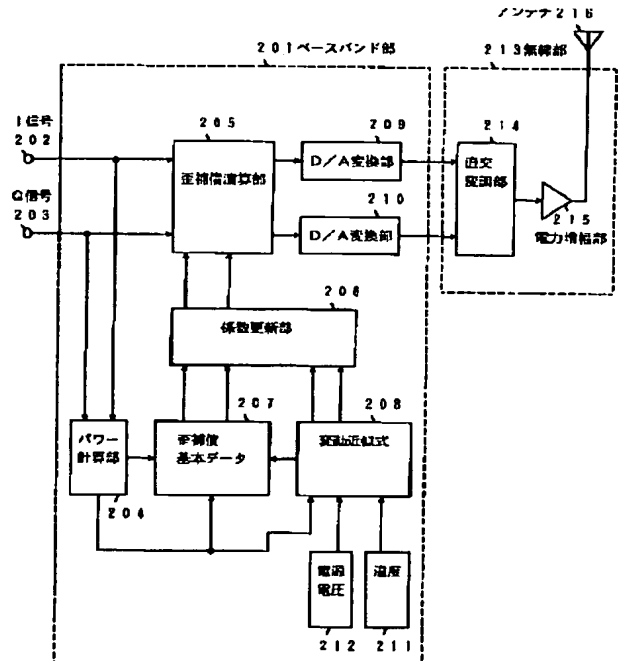 アンテナ216
201ベースバンド部
213無線部
I信号
202
205
209
214
D/A変換部
直交
変調部
歪補償演算部
Q信号
203
210
D/A変換部
215
電力増幅部
206
係数更新部
207
208
パワー
計算部
歪補償
基本データ
変動近似式
204
電源
電圧
温度
212
211